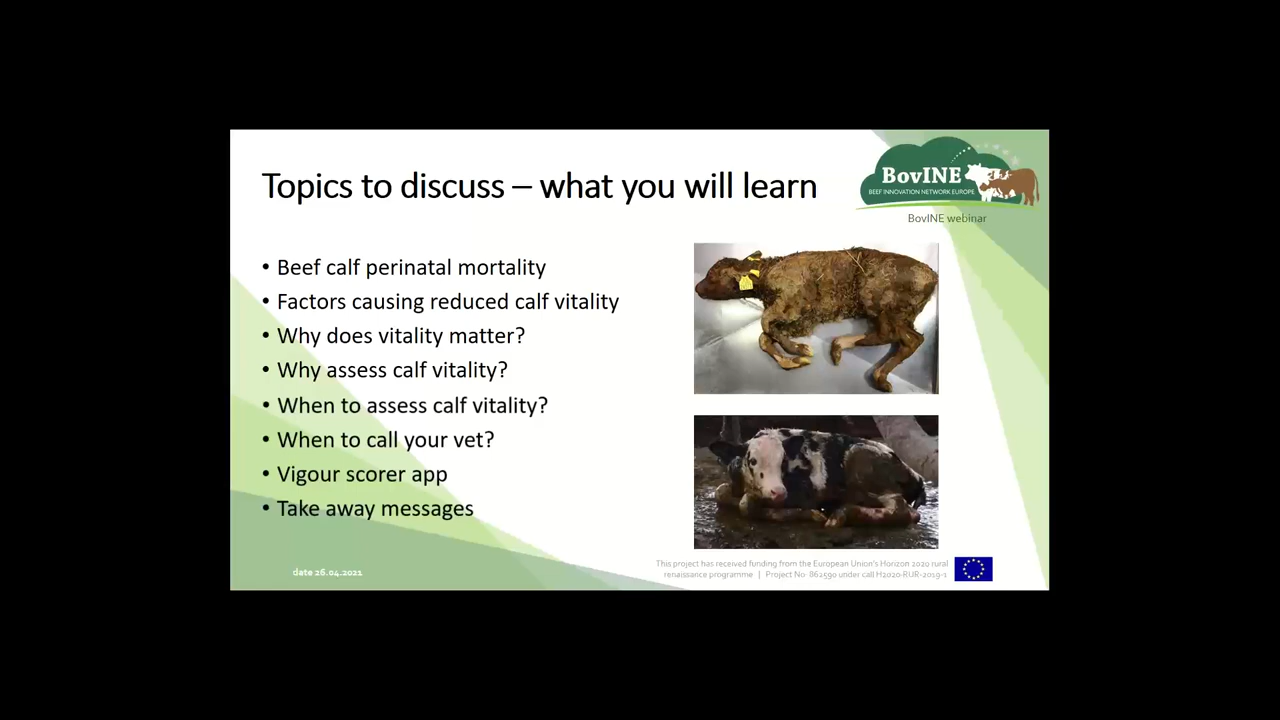 Topics to discuss – what you will learn
BovINE
BEEF INNOVATION NETWORK EUROPE
BovINE webinar
• Beef calf perinatal mortality
• Factors causing reduced calf vitality
• Why does vitality matter?
• Why assess calf vitality?
• When to assess calf vitality?
• When to call your vet?
• Vigour scorer app
• Take away messages
date 26.04.2021
This project has received funding from the European Union's Horizon 2020 rural
renaissance programme | Project No 862590 under call H2020-RUR-2019-1